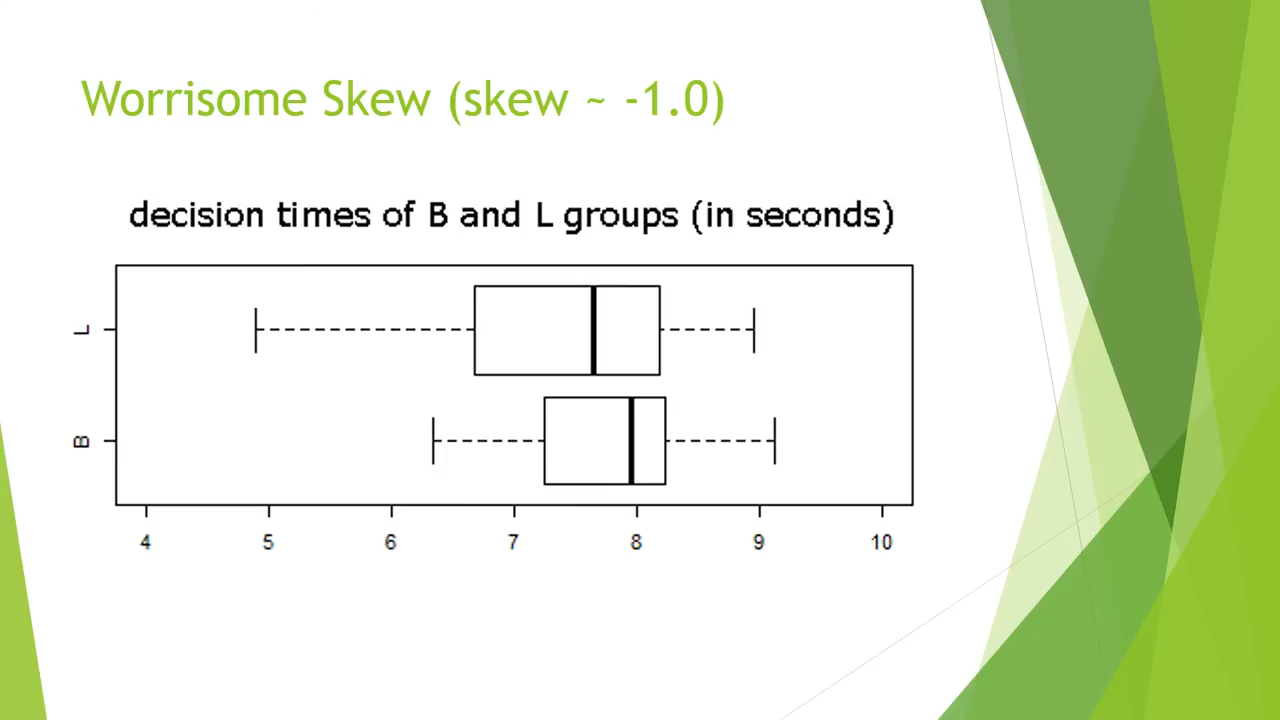 Worrisome Skew (skew ~ -1.0)
decision times of B and L groups (in seconds)
L
B
4 5 6 7 8 9 10